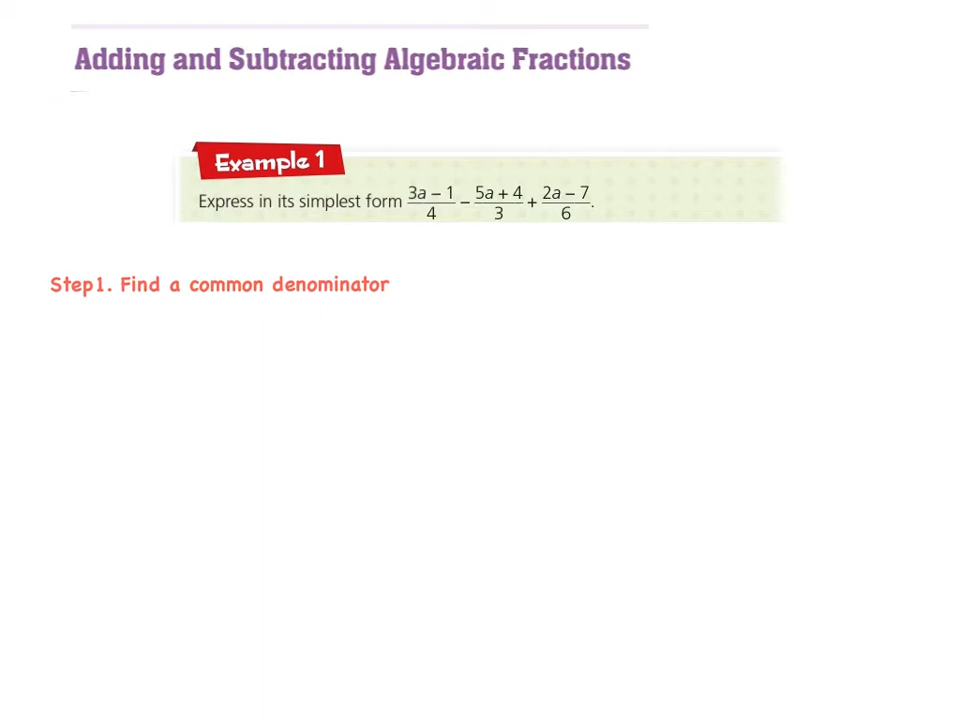 Adding and Subtracting Algebraic Fractions
Example 1
Express in its simplest form (3a – 1)/4 – (5a + 4)/3 + (2a – 7)/6.
Step1. Find a common denominator